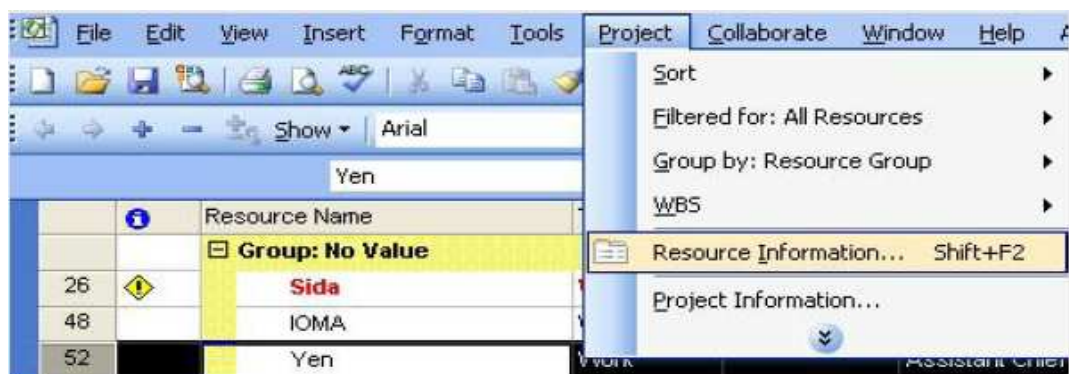 File Edit View Insert Format Tools Project Collaborate Window Help
Show Arial
Yen
Resource Name
Group: No Value
26 Sida
48 IOMA
52 Yen Work Assistant Chief
Sort
Filtered for: All Resources
Group by: Resource Group
WBS
Resource Information... Shift+F2
Project Information...